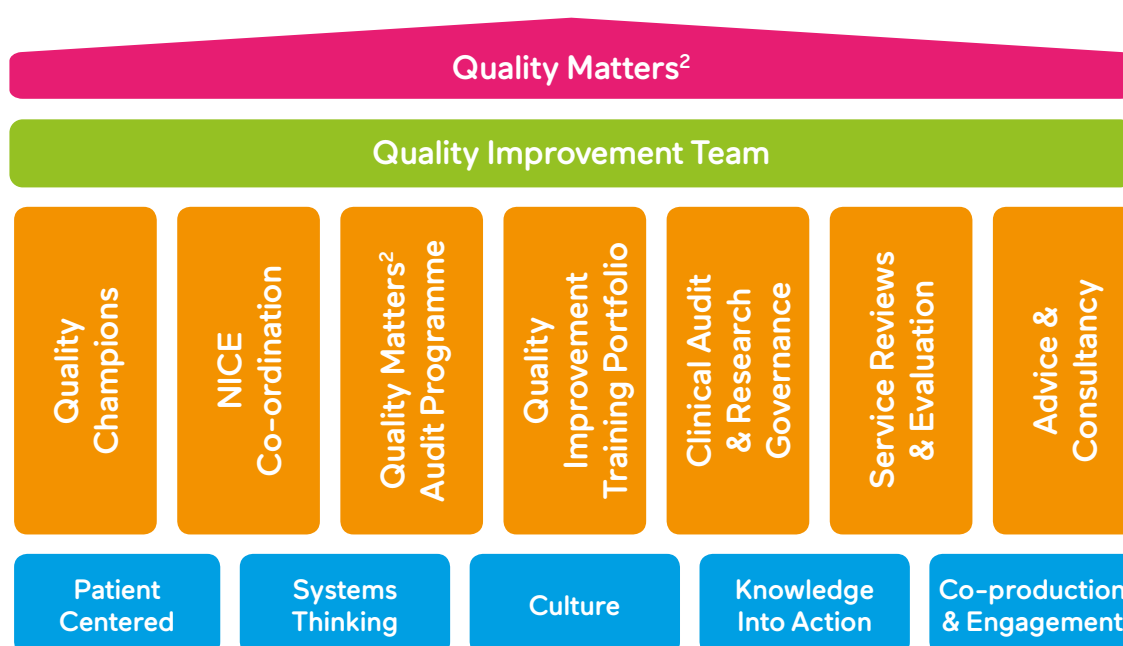 Quality Matters²
Quality Improvement Team
Quality
Champions
NICE
Co-ordination
Quality Matters²
Audit Programme
Quality
Improvement
Training Portfolio
Clinical Audit
& Research
Governance
Service Reviews
& Evaluation
Advice &
Consultancy
Patient
Centered
Systems
Thinking
Culture
Knowledge
Into Action
Co-production
& Engagement